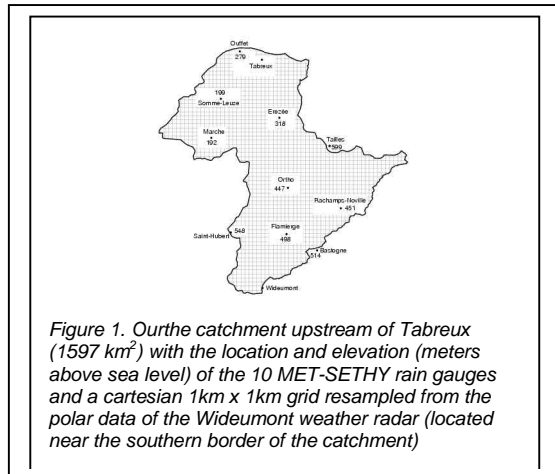 Ouffet
279
Tabreux
199
Somme-Leuze
Erezée
318
Marche
192
Tailles
599
Ortho
447
Rachamps-Noville
451
Saint-Hubert
548
Flamierge
498
Bastogne
514
Wideumont
Figure 1. Ourthe catchment upstream of Tabreux
(1597 km²) with the location and elevation (meters
above sea level) of the 10 MET-SETHY rain gauges
and a cartesian 1km x 1km grid resampled from the
polar data of the Wideumont weather radar (located
near the southern border of the catchment)